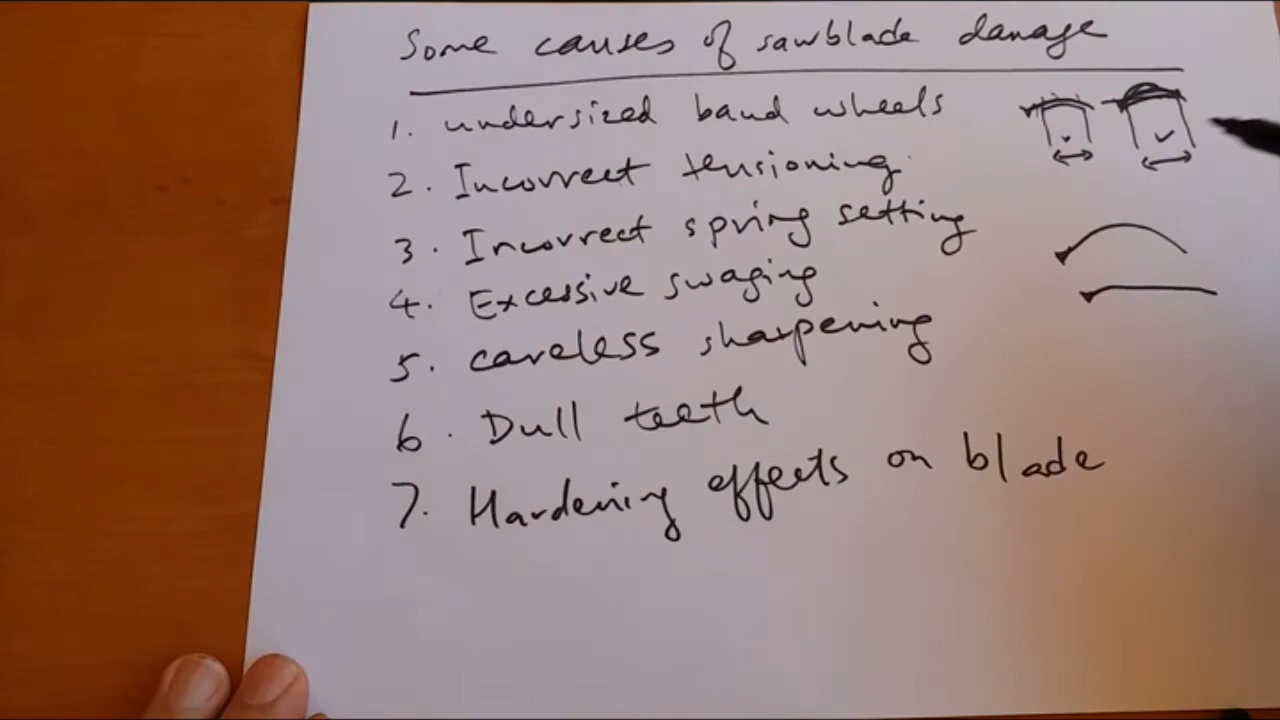 Some causes of sawblade damage
1. undersized band wheels
2. Incorrect tensioning
3. Incorrect spring setting
4. Excessive swaging
5. careless sharpening
6. Dull teeth
7. Hardening effects on blade